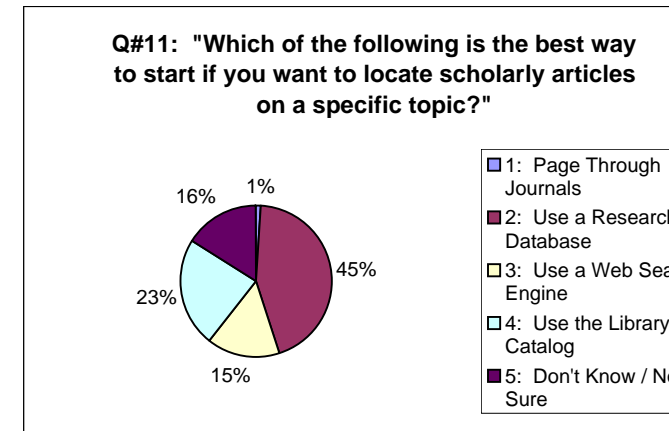 Q#11: "Which of the following is the best way
to start if you want to locate scholarly articles
on a specific topic?"
1%
16%
45%
23%
15%
1: Page Through
Journals
2: Use a Research
Database
3: Use a Web Sea
Engine
4: Use the Library
Catalog
5: Don't Know / No
Sure